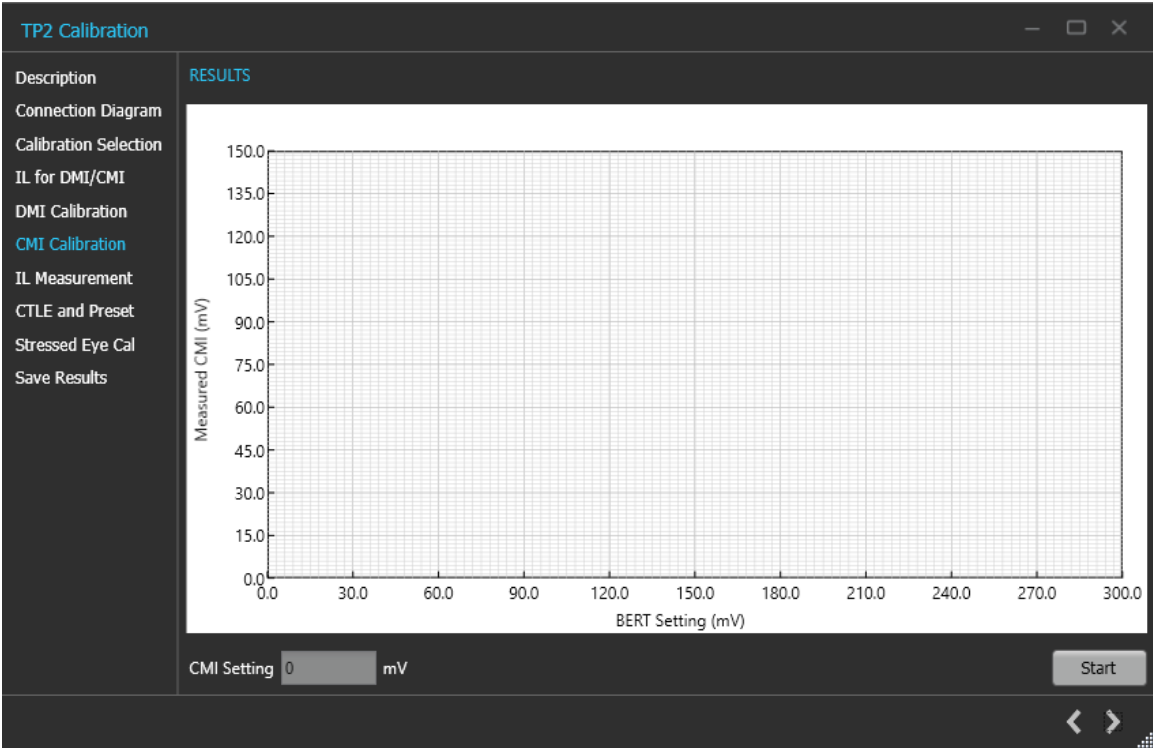 TP2 Calibration
Description
Connection Diagram
Calibration Selection
IL for DMI/CMI
DMI Calibration
CMI Calibration
IL Measurement
CTLE and Preset
Stressed Eye Cal
Save Results
RESULTS
Measured CMI (mV)
150.0
135.0
120.0
105.0
90.0
75.0
60.0
45.0
30.0
15.0
0.0
0.0 30.0 60.0 90.0 120.0 150.0 180.0 210.0 240.0 270.0 300.0
BERT Setting (mV)
CMI Setting 0 mV
Start